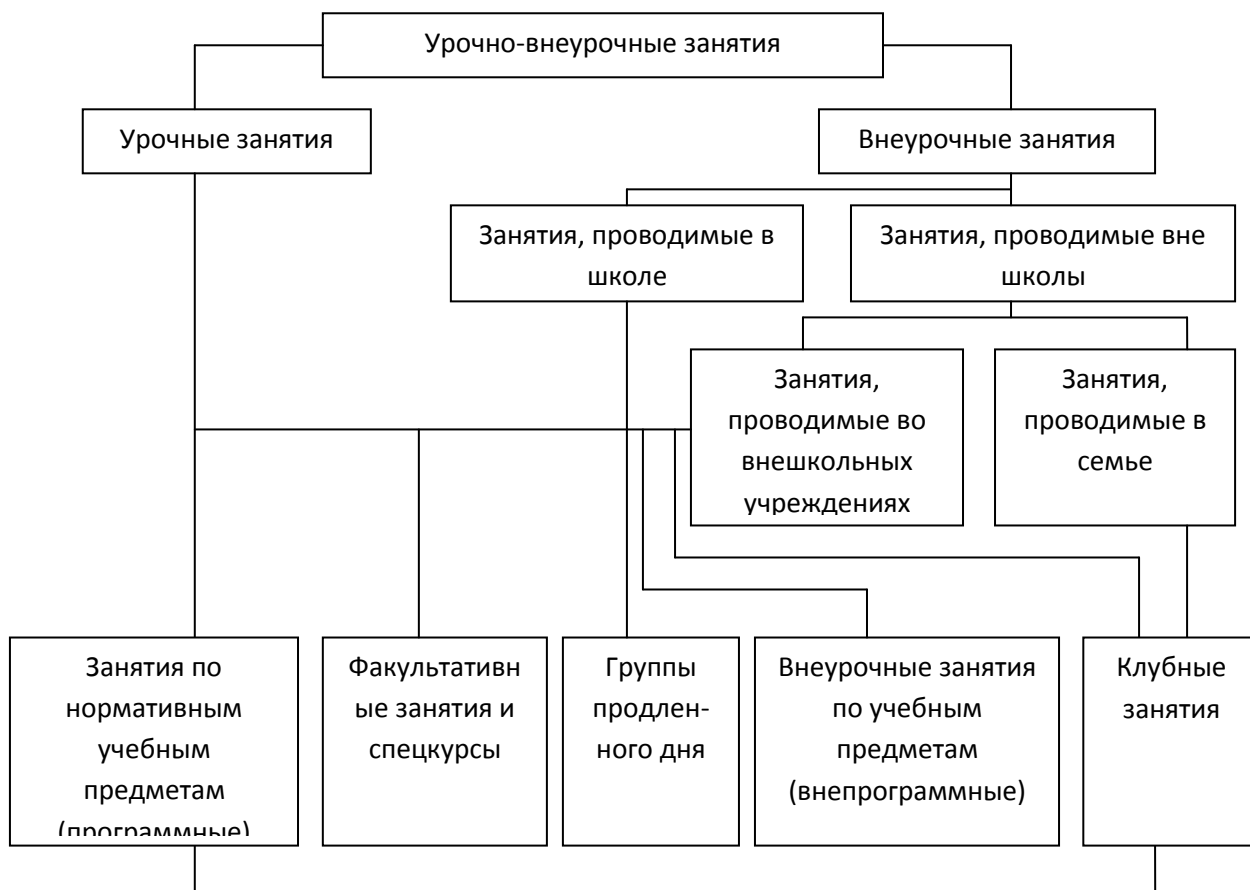 Урочно-внеурочные занятия
Урочные занятия
Внеурочные занятия
Занятия, проводимые в
школе
Занятия, проводимые вне
школы
Занятия,
проводимые во
внешкольных
учреждениях
Занятия,
проводимые в
семье
Занятия по
нормативным
учебным
предметам
(программные)
Факультативн
ые занятия и
спецкурсы
Группы
продлен-
ного дня
Внеурочные занятия
по учебным
предметам
(внепрограммные)
Клубные
занятия